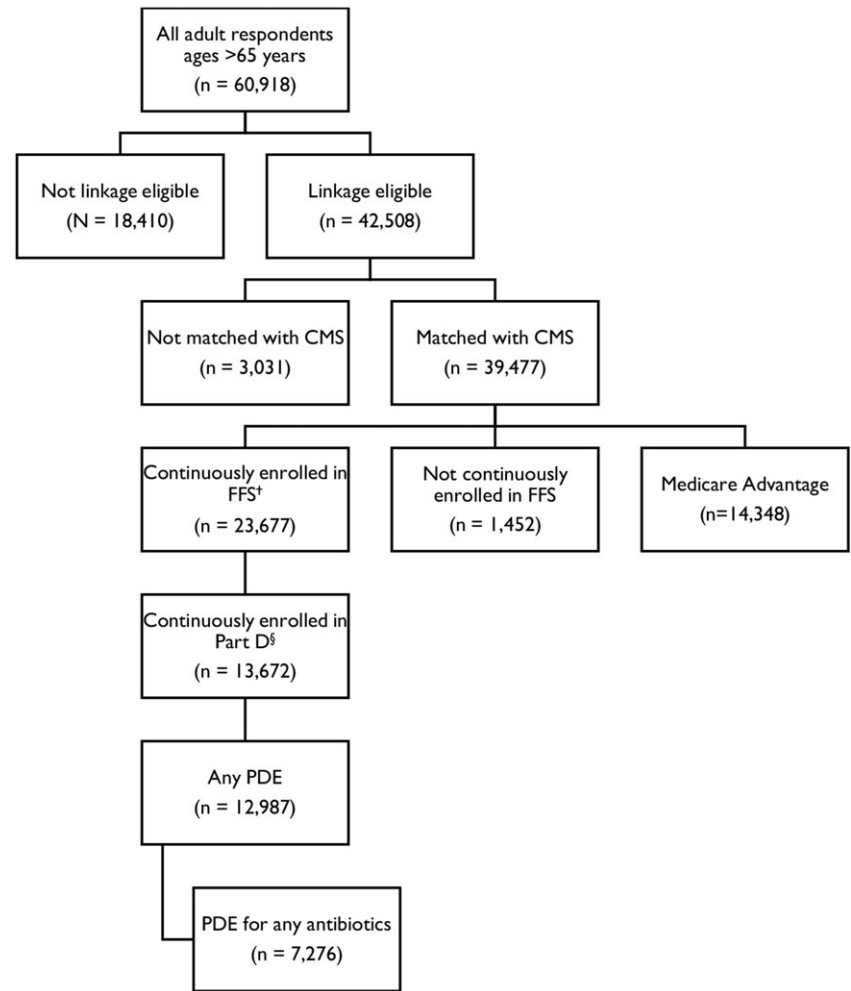 All adult respondents
ages >65 years
(n = 60,918)
Not linkage eligible
(N = 18,410)
Linkage eligible
(n = 42,508)
Not matched with CMS
(n = 3,031)
Matched with CMS
(n = 39,477)
Continuously enrolled in
FFS†
(n = 23,677)
Not continuously
enrolled in FFS
(n = 1,452)
Medicare Advantage
(n=14,348)
Continuously enrolled in
Part D§
(n = 13,672)
Any PDE
(n = 12,987)
PDE for any antibiotics
(n = 7,276)